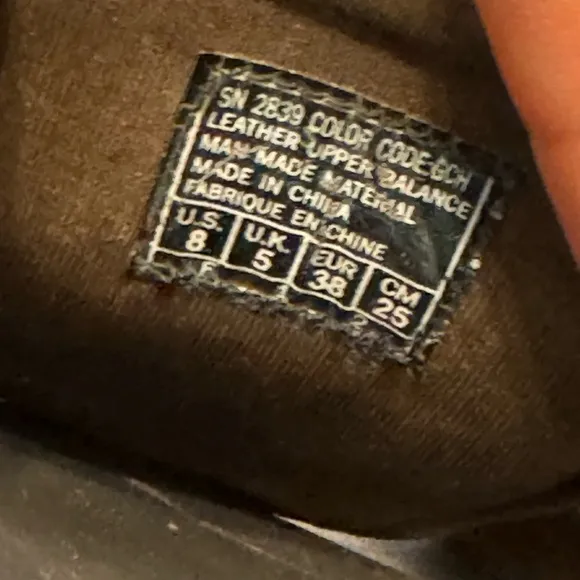 SN 2839 COLOR CODE:GCH
LEATHER UPPER BALANCE
MAN MADE MATERIAL
MADE IN CHINA
FABRIQUE EN CHINE
U.S. U.K. EUR CM
8 5 38 25